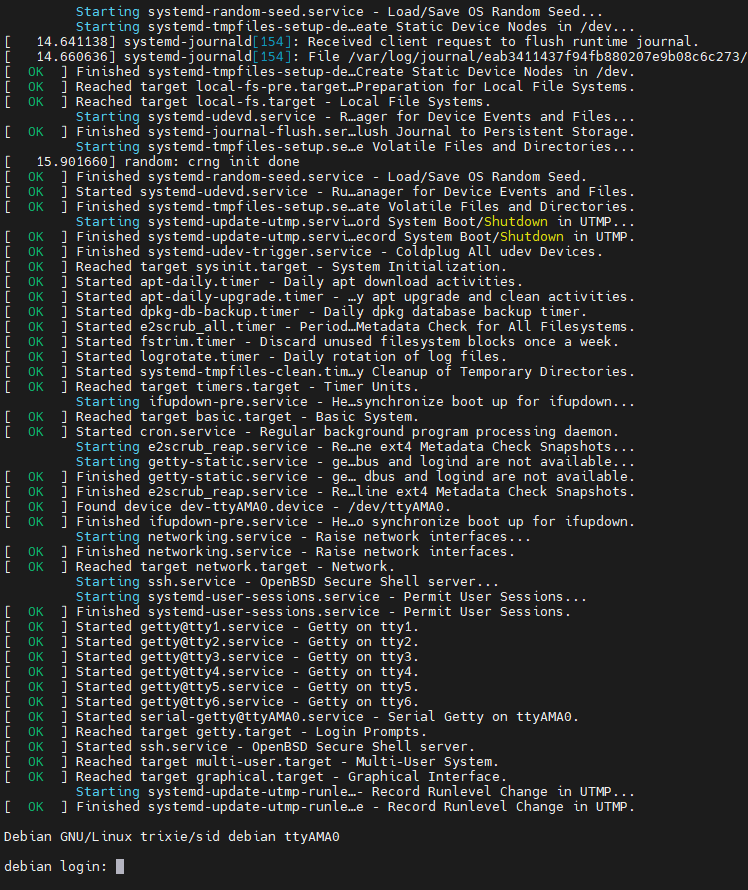 Starting systemd-random-seed.service - Load/Save OS Random Seed...
         Starting systemd-tmpfiles-setup-de…eate Static Device Nodes in /dev...
[   14.641138] systemd-journald[154]: Received client request to flush runtime journal.
[   14.660636] systemd-journald[154]: File /var/log/journal/eab3411437f94fb880207e9b08c6c273/
[  OK  ] Finished systemd-tmpfiles-setup-de…Create Static Device Nodes in /dev.
[  OK  ] Reached target local-fs-pre.target…Preparation for Local File Systems.
[  OK  ] Reached target local-fs.target - Local File Systems.
         Starting systemd-udevd.service - R…ager for Device Events and Files...
[  OK  ] Finished systemd-journal-flush.ser…lush Journal to Persistent Storage.
         Starting systemd-tmpfiles-setup.se…e Volatile Files and Directories...
[   15.901660] random: crng init done
[  OK  ] Finished systemd-random-seed.service - Load/Save OS Random Seed.
[  OK  ] Started systemd-udevd.service - Ru…anager for Device Events and Files.
[  OK  ] Finished systemd-tmpfiles-setup.se…ate Volatile Files and Directories.
         Starting systemd-update-utmp.servi…ord System Boot/Shutdown in UTMP...
[  OK  ] Finished systemd-update-utmp.servi…ecord System Boot/Shutdown in UTMP.
[  OK  ] Finished systemd-udev-trigger.service - Coldplug All udev Devices.
[  OK  ] Reached target sysinit.target - System Initialization.
[  OK  ] Started apt-daily.timer - Daily apt download activities.
[  OK  ] Started apt-daily-upgrade.timer - …y apt upgrade and clean activities.
[  OK  ] Started dpkg-db-backup.timer - Daily dpkg database backup timer.
[  OK  ] Started e2scrub_all.timer - Period…Metadata Check for All Filesystems.
[  OK  ] Started fstrim.timer - Discard unused filesystem blocks once a week.
[  OK  ] Started logrotate.timer - Daily rotation of log files.
[  OK  ] Started systemd-tmpfiles-clean.tim…y Cleanup of Temporary Directories.
[  OK  ] Reached target timers.target - Timer Units.
         Starting ifupdown-pre.service - He…synchronize boot up for ifupdown...
[  OK  ] Reached target basic.target - Basic System.
[  OK  ] Started cron.service - Regular background program processing daemon.
         Starting e2scrub_reap.service - Re…ne ext4 Metadata Check Snapshots...
         Starting getty-static.service - ge…bus and logind are not available...
[  OK  ] Finished getty-static.service - ge… dbus and logind are not available.
[  OK  ] Finished e2scrub_reap.service - Re…line ext4 Metadata Check Snapshots.
[  OK  ] Found device dev-ttyAMA0.device - /dev/ttyAMA0.
[  OK  ] Finished ifupdown-pre.service - He…o synchronize boot up for ifupdown.
         Starting networking.service - Raise network interfaces...
[  OK  ] Finished networking.service - Raise network interfaces.
[  OK  ] Reached target network.target - Network.
         Starting ssh.service - OpenBSD Secure Shell server...
         Starting systemd-user-sessions.service - Permit User Sessions...
[  OK  ] Finished systemd-user-sessions.service - Permit User Sessions.
[  OK  ] Started getty@tty1.service - Getty on tty1.
[  OK  ] Started getty@tty2.service - Getty on tty2.
[  OK  ] Started getty@tty3.service - Getty on tty3.
[  OK  ] Started getty@tty4.service - Getty on tty4.
[  OK  ] Started getty@tty5.service - Getty on tty5.
[  OK  ] Started getty@tty6.service - Getty on tty6.
[  OK  ] Started serial-getty@ttyAMA0.service - Serial Getty on ttyAMA0.
[  OK  ] Reached target getty.target - Login Prompts.
[  OK  ] Started ssh.service - OpenBSD Secure Shell server.
[  OK  ] Reached target multi-user.target - Multi-User System.
[  OK  ] Reached target graphical.target - Graphical Interface.
         Starting systemd-update-utmp-runle…- Record Runlevel Change in UTMP...
[  OK  ] Finished systemd-update-utmp-runle…e - Record Runlevel Change in UTMP.

Debian GNU/Linux trixie/sid debian ttyAMA0

debian login: